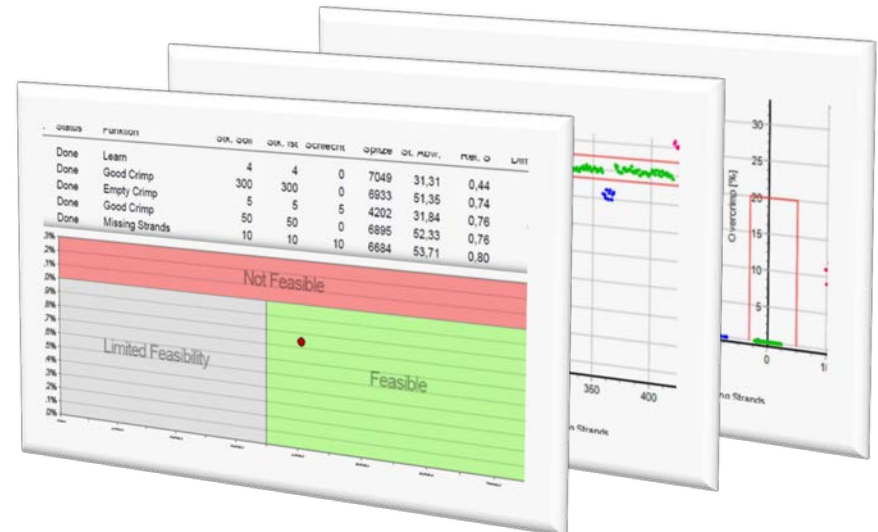 Status Funktion Stk. Soll Stk. Ist Schlecht Spitze St. Abw. Rel. S
Done Learn 4 4 0 7049 31,31 0,44
Done Good Crimp 300 300 0 6933 51,35 0,74
Done Empty Crimp 5 5 5 4202 31,84 0,76
Done Good Crimp 50 50 0 6895 52,33 0,76
Done Missing Strands 10 10 10 6684 53,71 0,80
Not Feasible
Limited Feasibility
Feasible
350 400
Strands
Overcrimp [%]
30
25
20
15
10
5
0
Strands